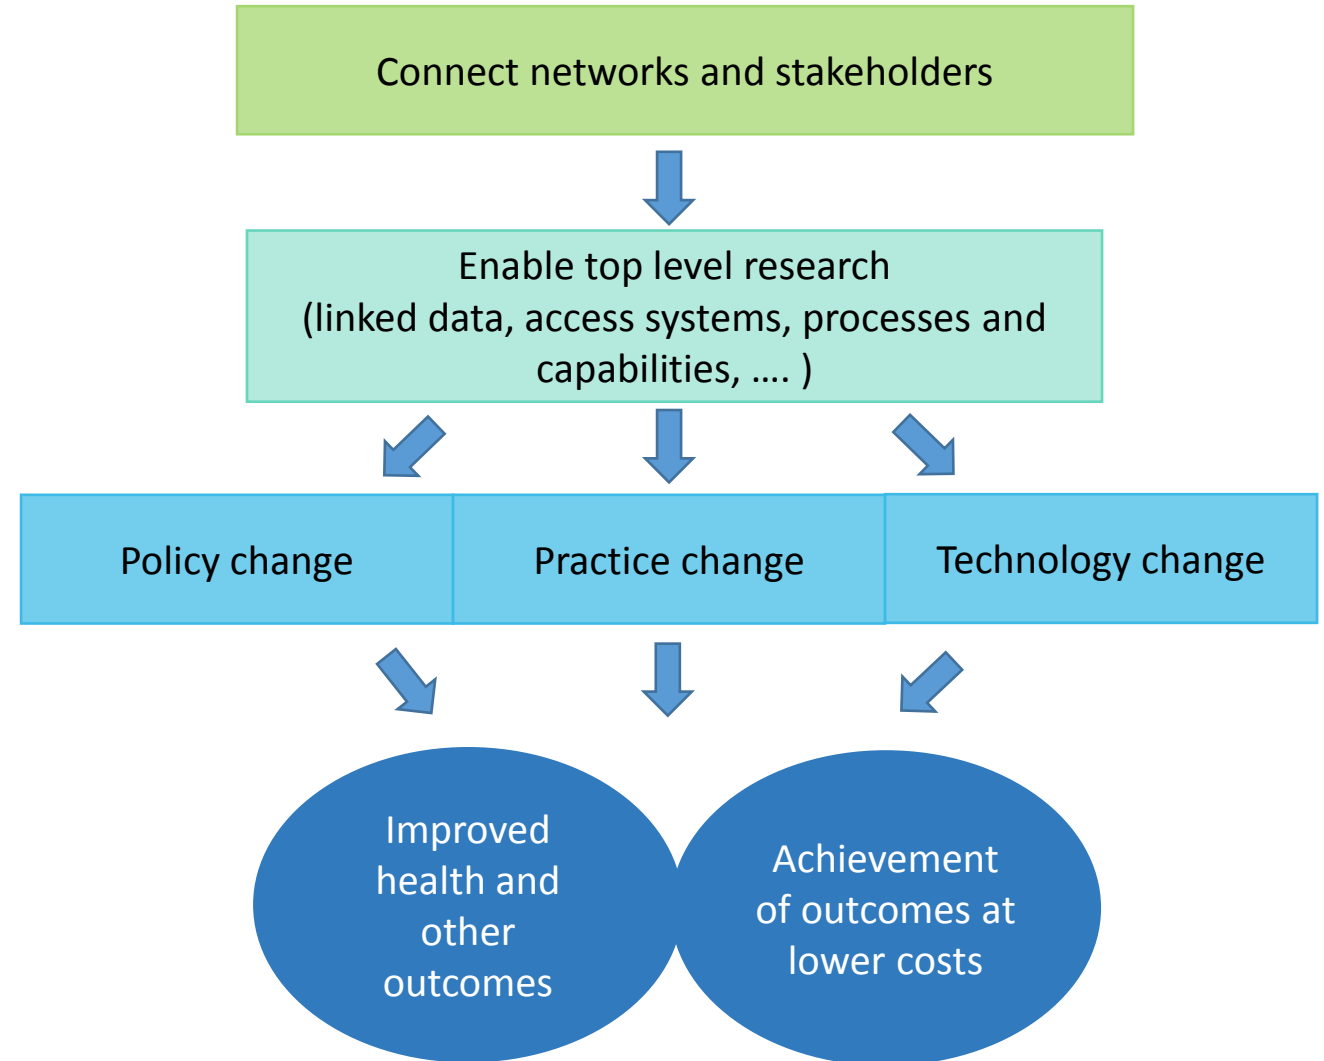 Connect networks and stakeholders
Enable top level research
(linked data, access systems, processes and
capabilities, .... )
Policy change
Practice change
Technology change
Improved
health and
other
outcomes
Achievement
of outcomes at
lower costs